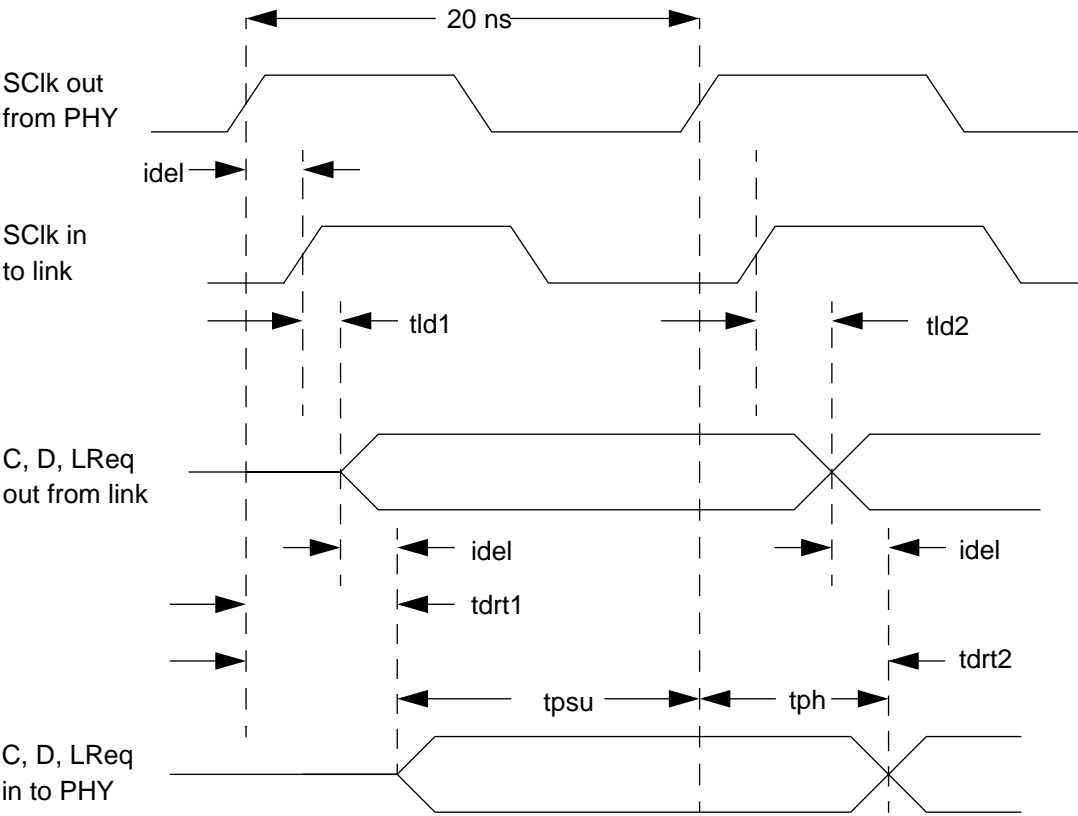 20 ns
SClk out
from PHY
idel
SClk in
to link
tld1
tld2
C, D, LReq
out from link
idel
idel
tdrt1
tdrt2
tpsu
tph
C, D, LReq
in to PHY